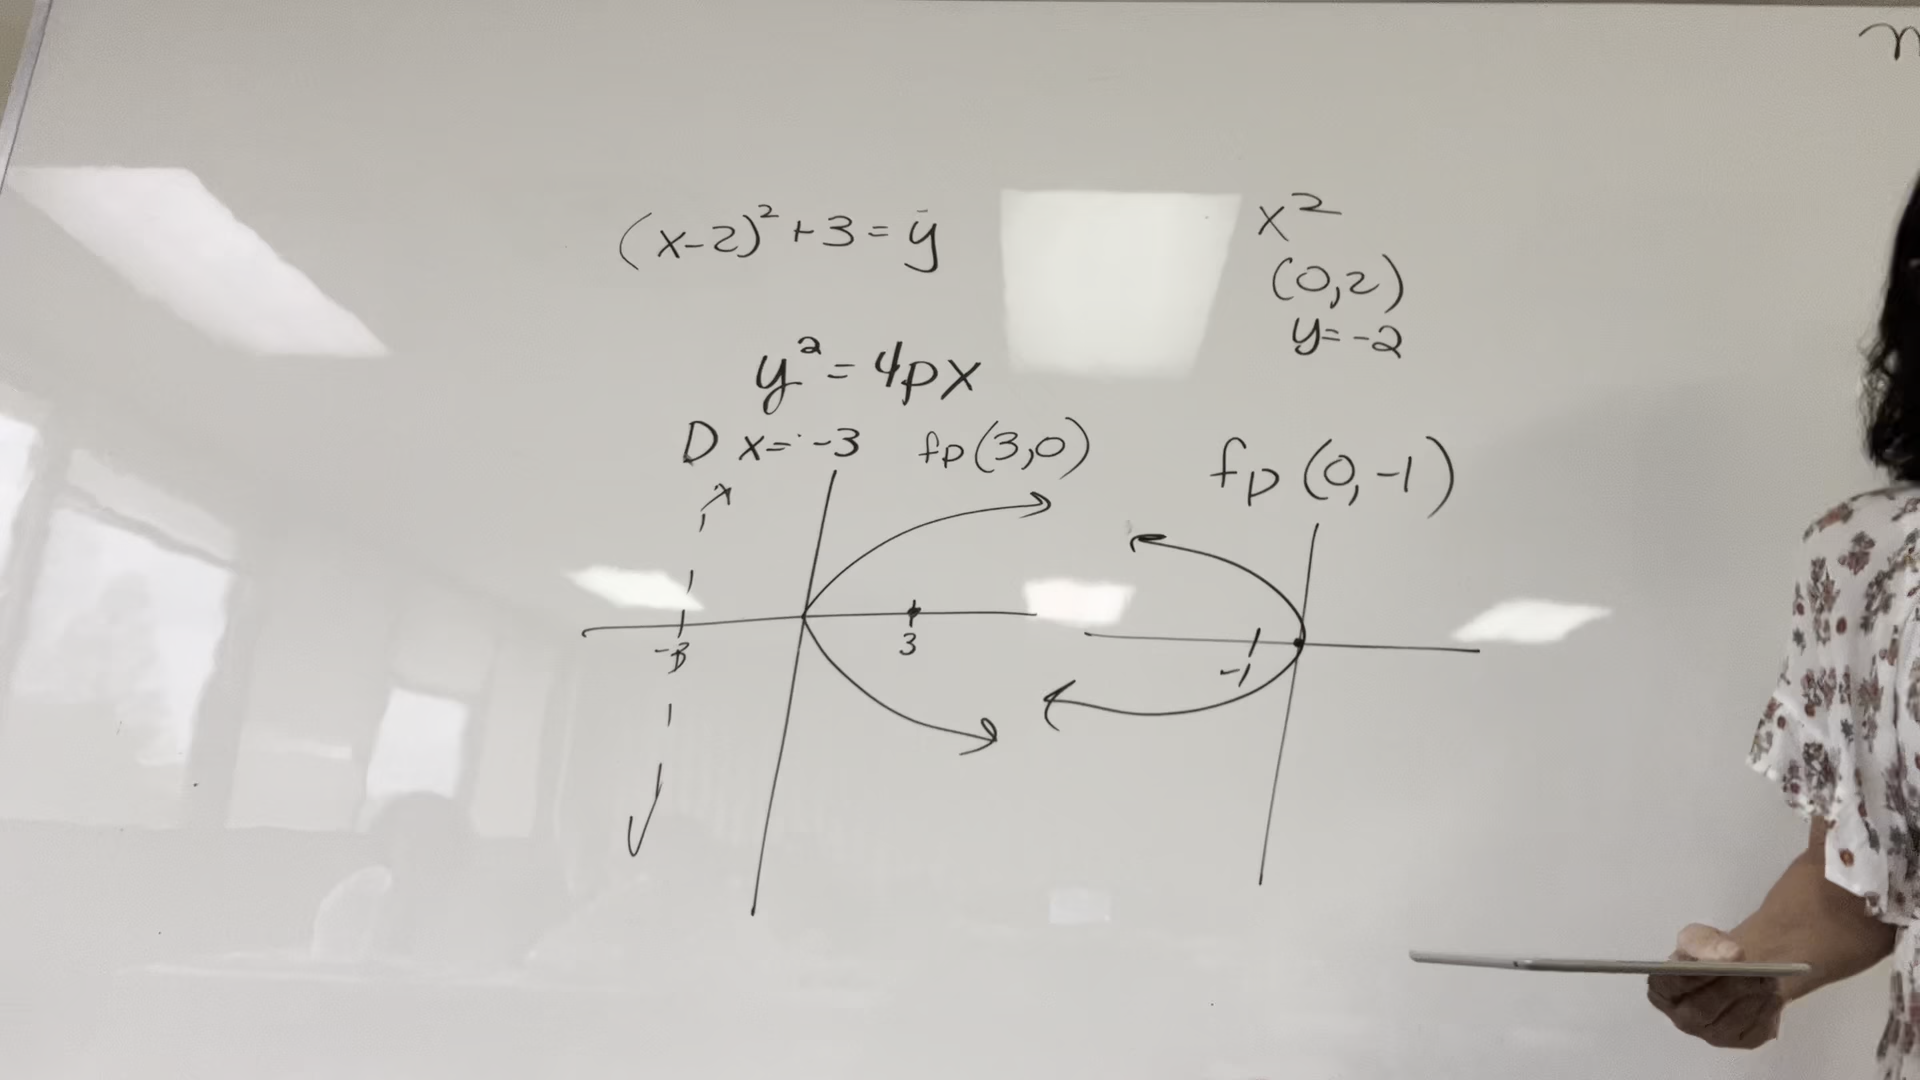 (x-2)²+3=y
x²
(0,2)
y=-2
y²=4px
D x=-3 fp(3,0)
fp(0,-1)
-3
3
-1